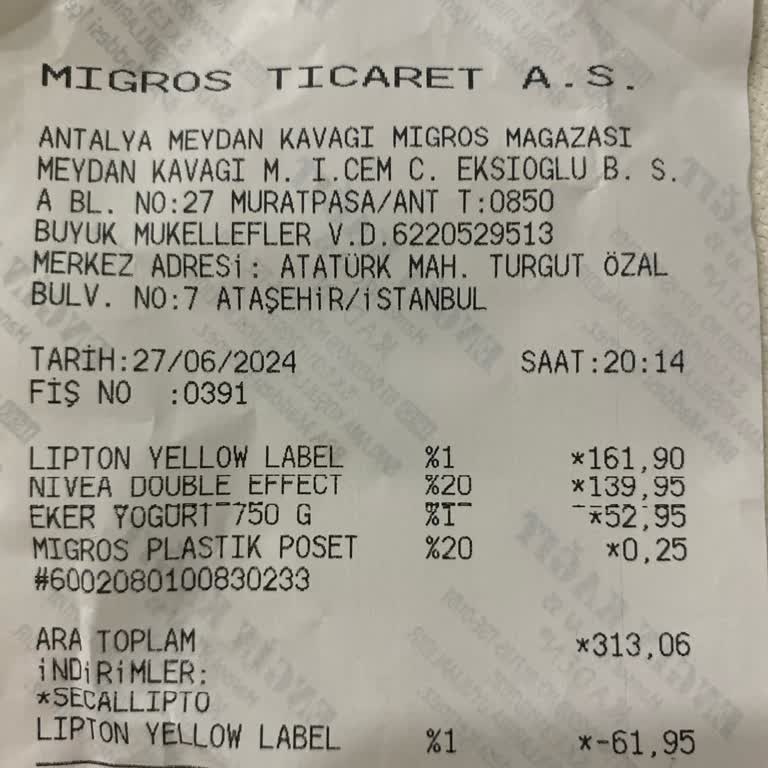 MIGROS TICARET A.S.
ANTALYA MEYDAN KAVAGI MIGROS MAGAZASI
MEYDAN KAVAGI M. I.CEM C. EKSIOGLU B. S.
A BL. NO:27 MURATPASA/ANT T:0850
BUYUK MUKELLEFLER V.D.6220529513
MERKEZ ADRESi: ATATÜRK MAH. TURGUT ÖZAL
BULV. NO:7 ATAŞEHiR/iSTANBUL
TARİH:27/06/2024 SAAT:20:14
FİŞ NO :0391
LIPTON YELLOW LABEL %1 *161,90
NIVEA DOUBLE EFFECT %20 *139,95
EKER YOGURT 750 G %1 *52,95
MIGROS PLASTIK POSET %20 *0,25
#6002080100830233
ARA TOPLAM *313,06
iNDiRiMLER:
*SECALLIPTO
LIPTON YELLOW LABEL %1 *-61,95